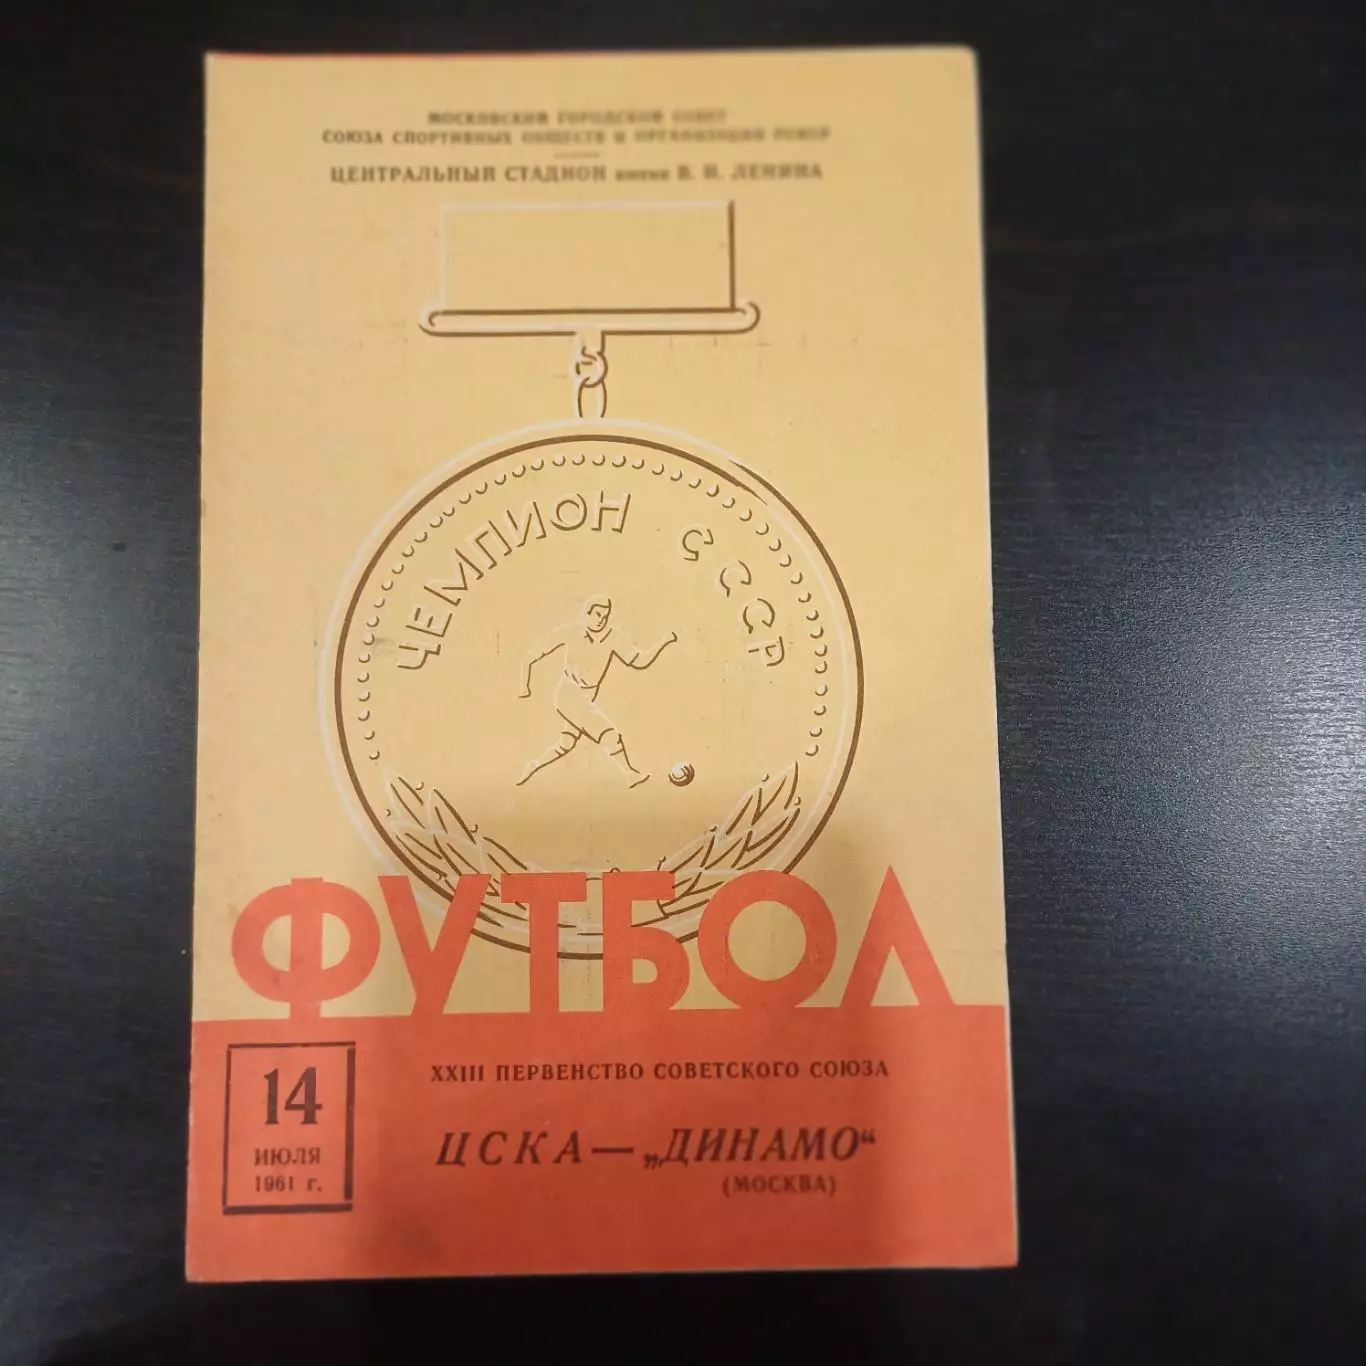 МОСКОВСКИЙ ГОРОДСКОЙ СОВЕТ
СОЮЗА СПОРТИВНЫХ ОБЩЕСТВ И ОРГАНИЗАЦИЙ РСФСР
ЦЕНТРАЛЬНЫЙ СТАДИОН имени В. И. ЛЕНИНА
ЧЕМПИОН СССР
ФУТБОЛ
14
ИЮЛЯ
1961 г.
XXIII ПЕРВЕНСТВО СОВЕТСКОГО СОЮЗА
ЦСКА — „ДИНАМО“
(МОСКВА)